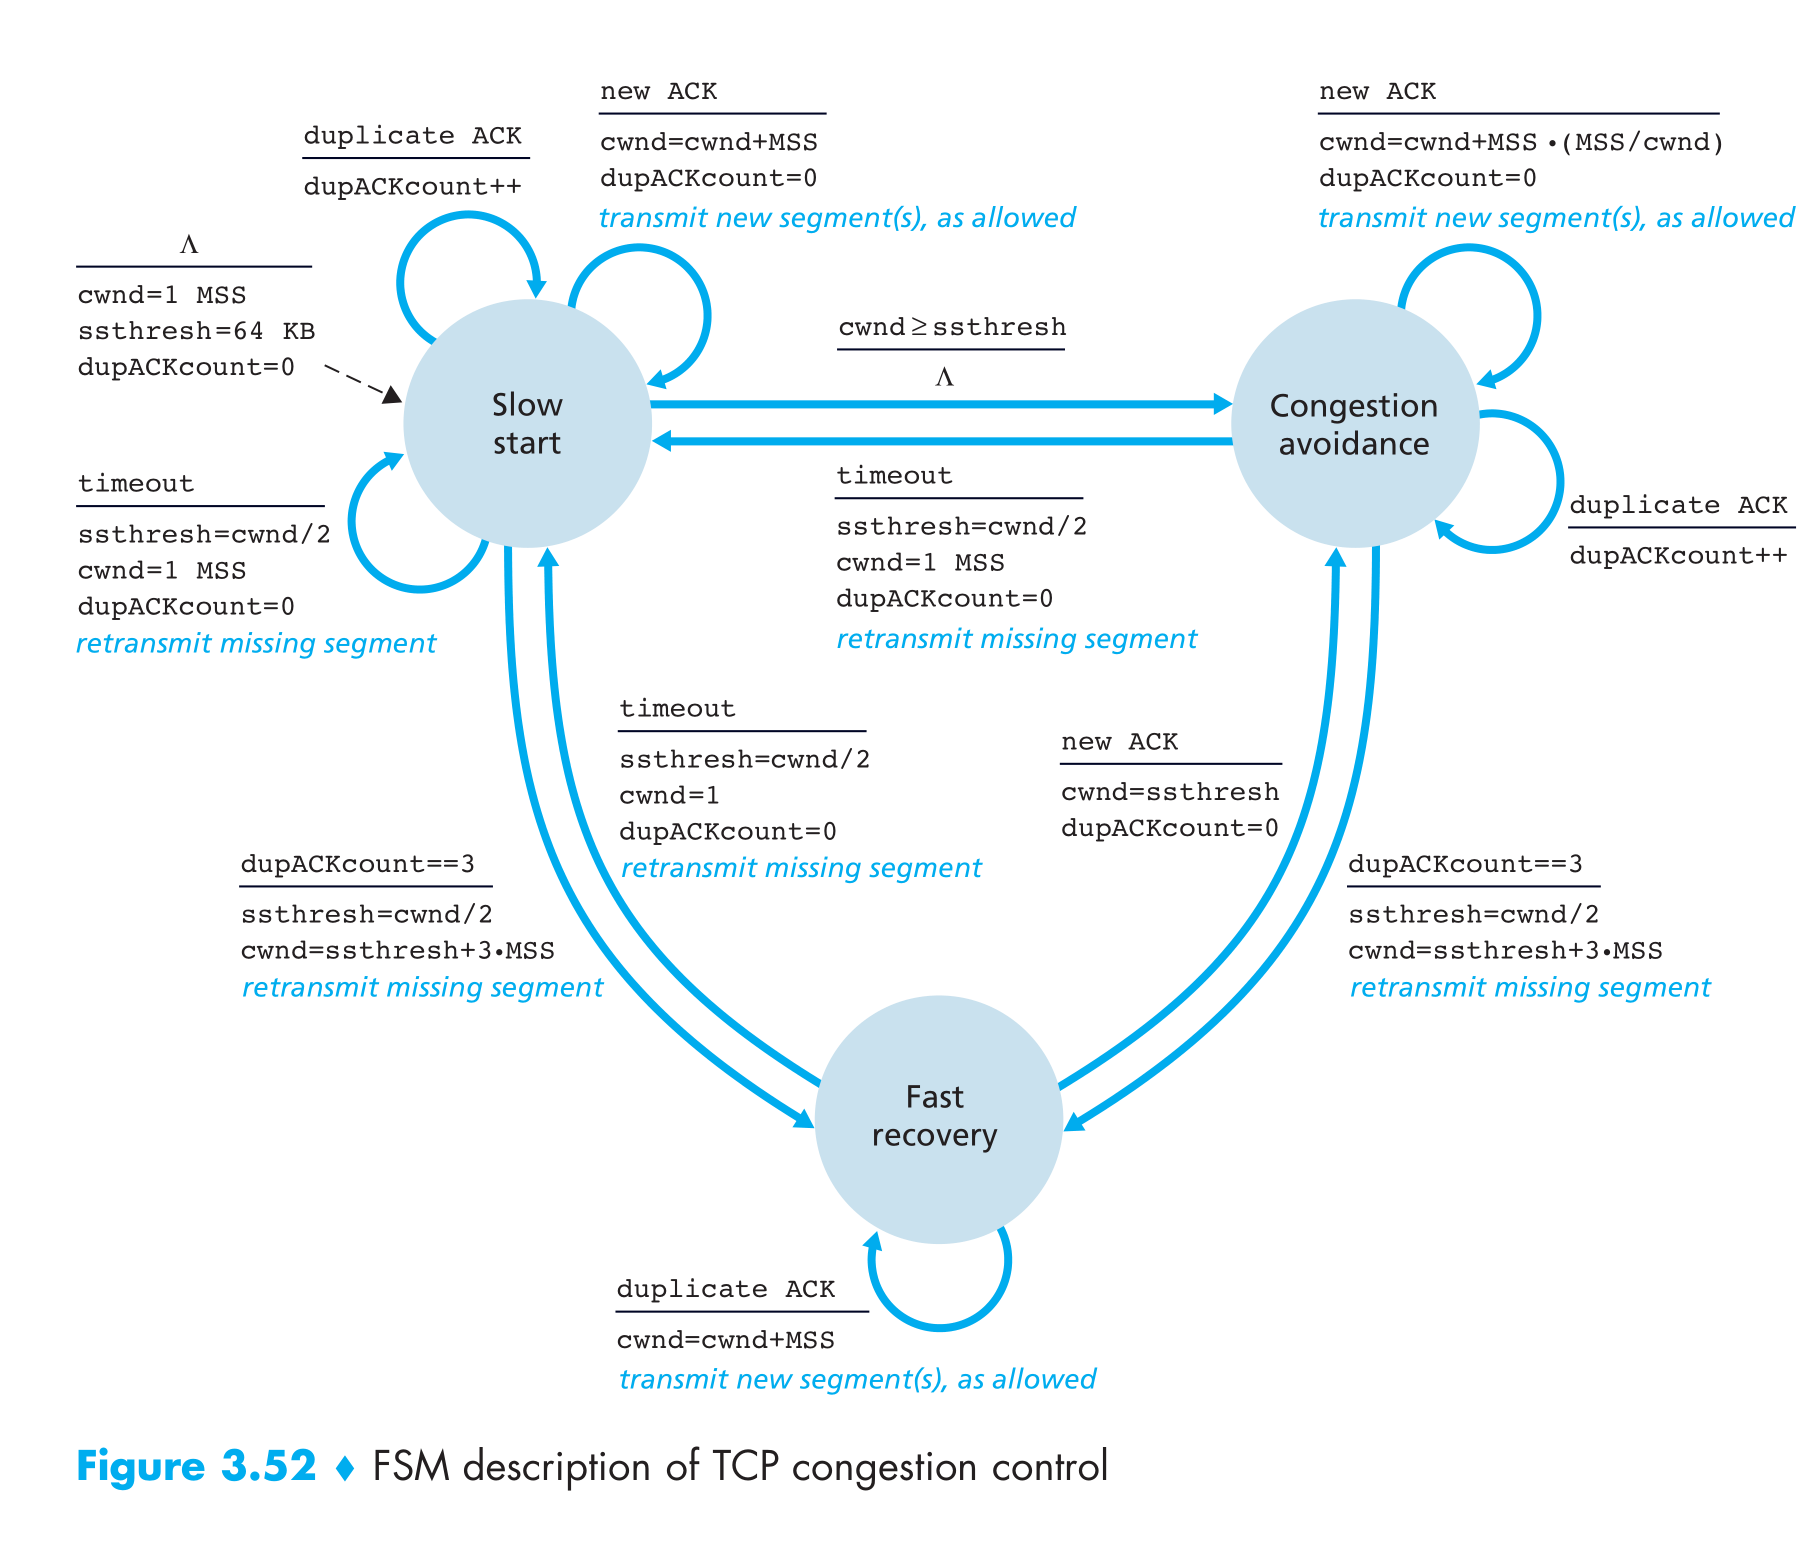 new ACK
cwnd=cwnd+MSS
dupACKcount=0
transmit new segment(s), as allowed
new ACK
cwnd=cwnd+MSS •(MSS/cwnd)
dupACKcount=0
transmit new segment(s), as allowed
duplicate ACK
dupACKcount++
Λ
cwnd=1 MSS
ssthresh=64 KB
dupACKcount=0
cwnd≥ssthresh
Λ
Slow
start
Congestion
avoidance
timeout
ssthresh=cwnd/2
cwnd=1 MSS
dupACKcount=0
retransmit missing segment
timeout
ssthresh=cwnd/2
cwnd=1 MSS
dupACKcount=0
retransmit missing segment
duplicate ACK
dupACKcount++
timeout
ssthresh=cwnd/2
cwnd=1
dupACKcount=0
retransmit missing segment
new ACK
cwnd=ssthresh
dupACKcount=0
dupACKcount==3
ssthresh=cwnd/2
cwnd=ssthresh+3•MSS
retransmit missing segment
dupACKcount==3
ssthresh=cwnd/2
cwnd=ssthresh+3•MSS
retransmit missing segment
Fast
recovery
duplicate ACK
cwnd=cwnd+MSS
transmit new segment(s), as allowed
Figure 3.52 ♦ FSM description of TCP congestion control